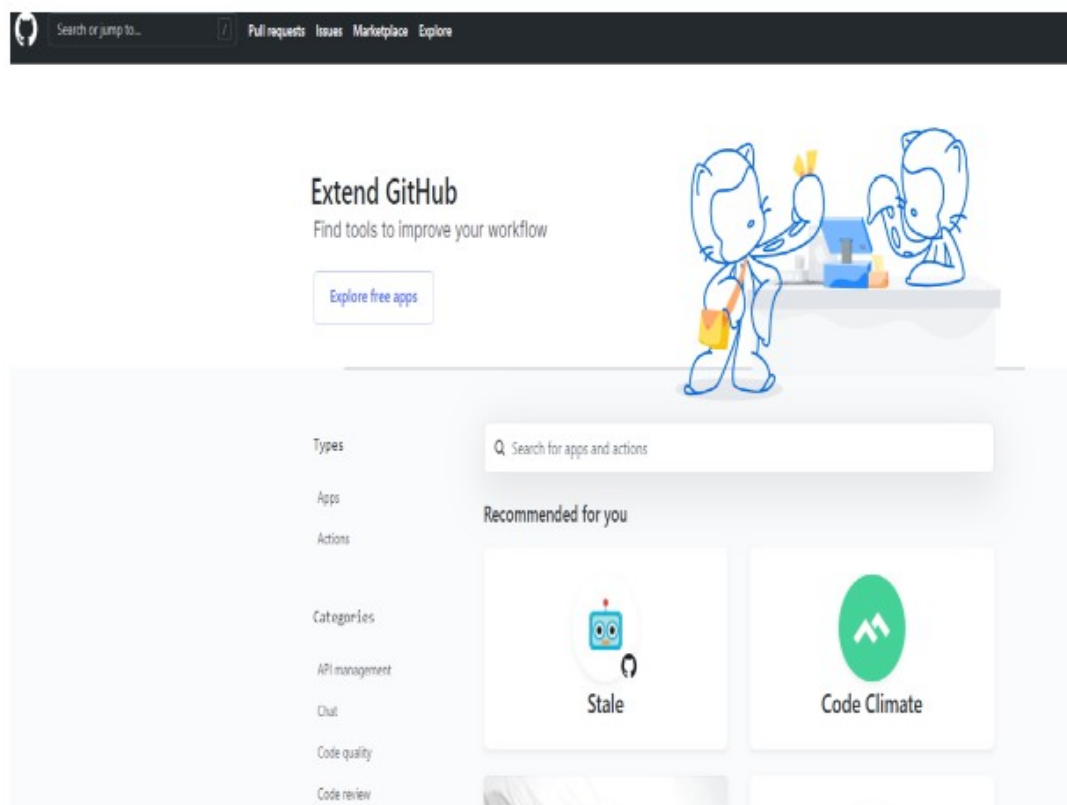 Search or jump to... /
Pull requests Issues Marketplace Explore
Extend GitHub
Find tools to improve your workflow
Explore free apps
Types
Apps
Actions
Categories
API management
Chat
Code quality
Code review
Search for apps and actions
Recommended for you
Stale
Code Climate